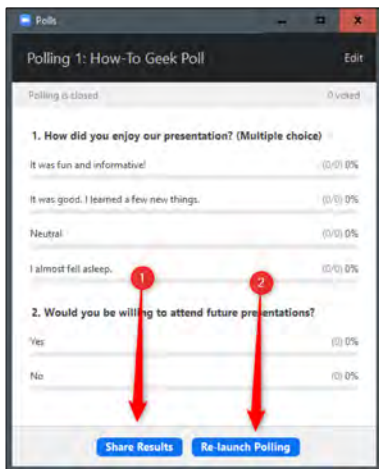 Polls
Polling 1: How-To Geek Poll Edit
Polling is closed 0 voted
1. How did you enjoy our presentation? (Multiple choice)
It was fun and informative! (0/0) 0%
It was good. I learned a few new things. (0/0) 0%
Neutral (0/0) 0%
I almost fell asleep. (0/0) 0%
1
2
2. Would you be willing to attend future presentations?
Yes (0) 0%
No (0) 0%
Share Results Re-launch Polling